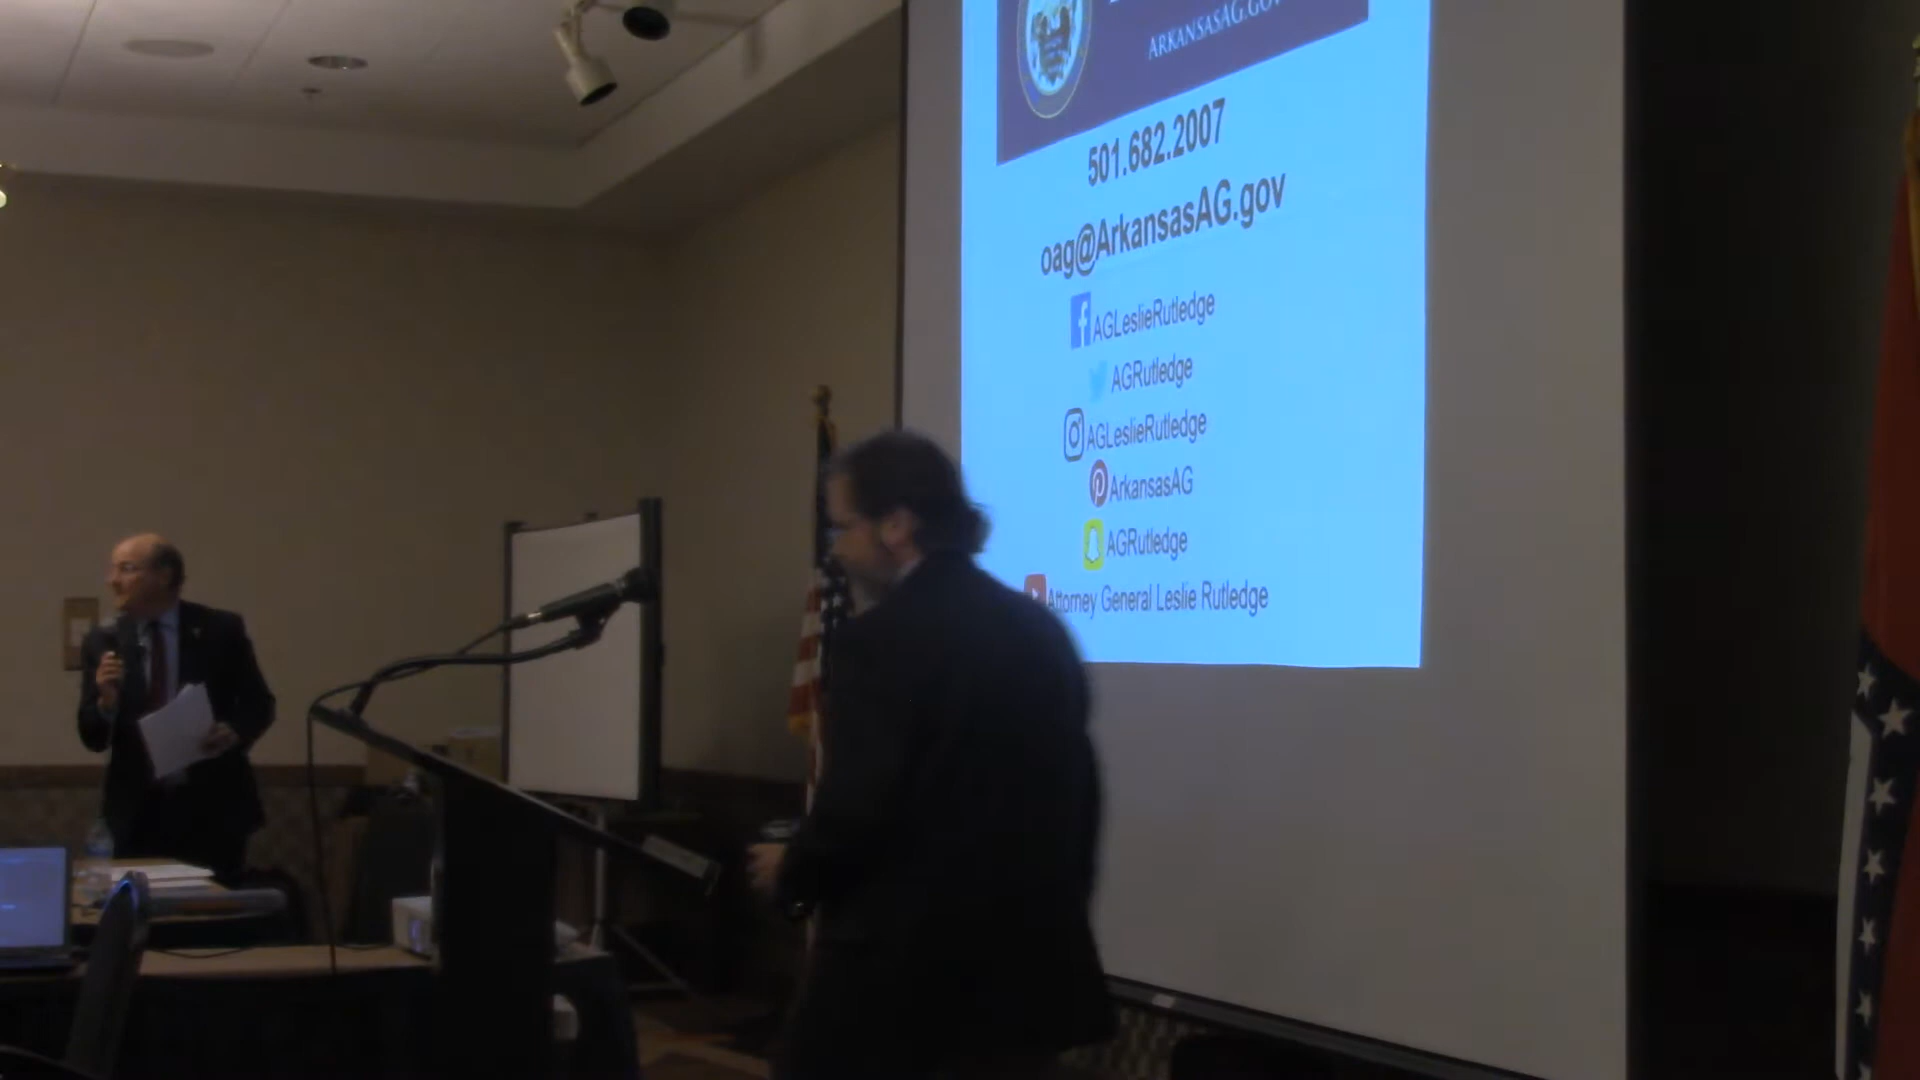 ARKANSASAG.GOV
501.682.2007
oag@ArkansasAG.gov
AGLeslieRutledge
AGRutledge
AGLeslieRutledge
ArkansasAG
AGRutledge
Attorney General Leslie Rutledge